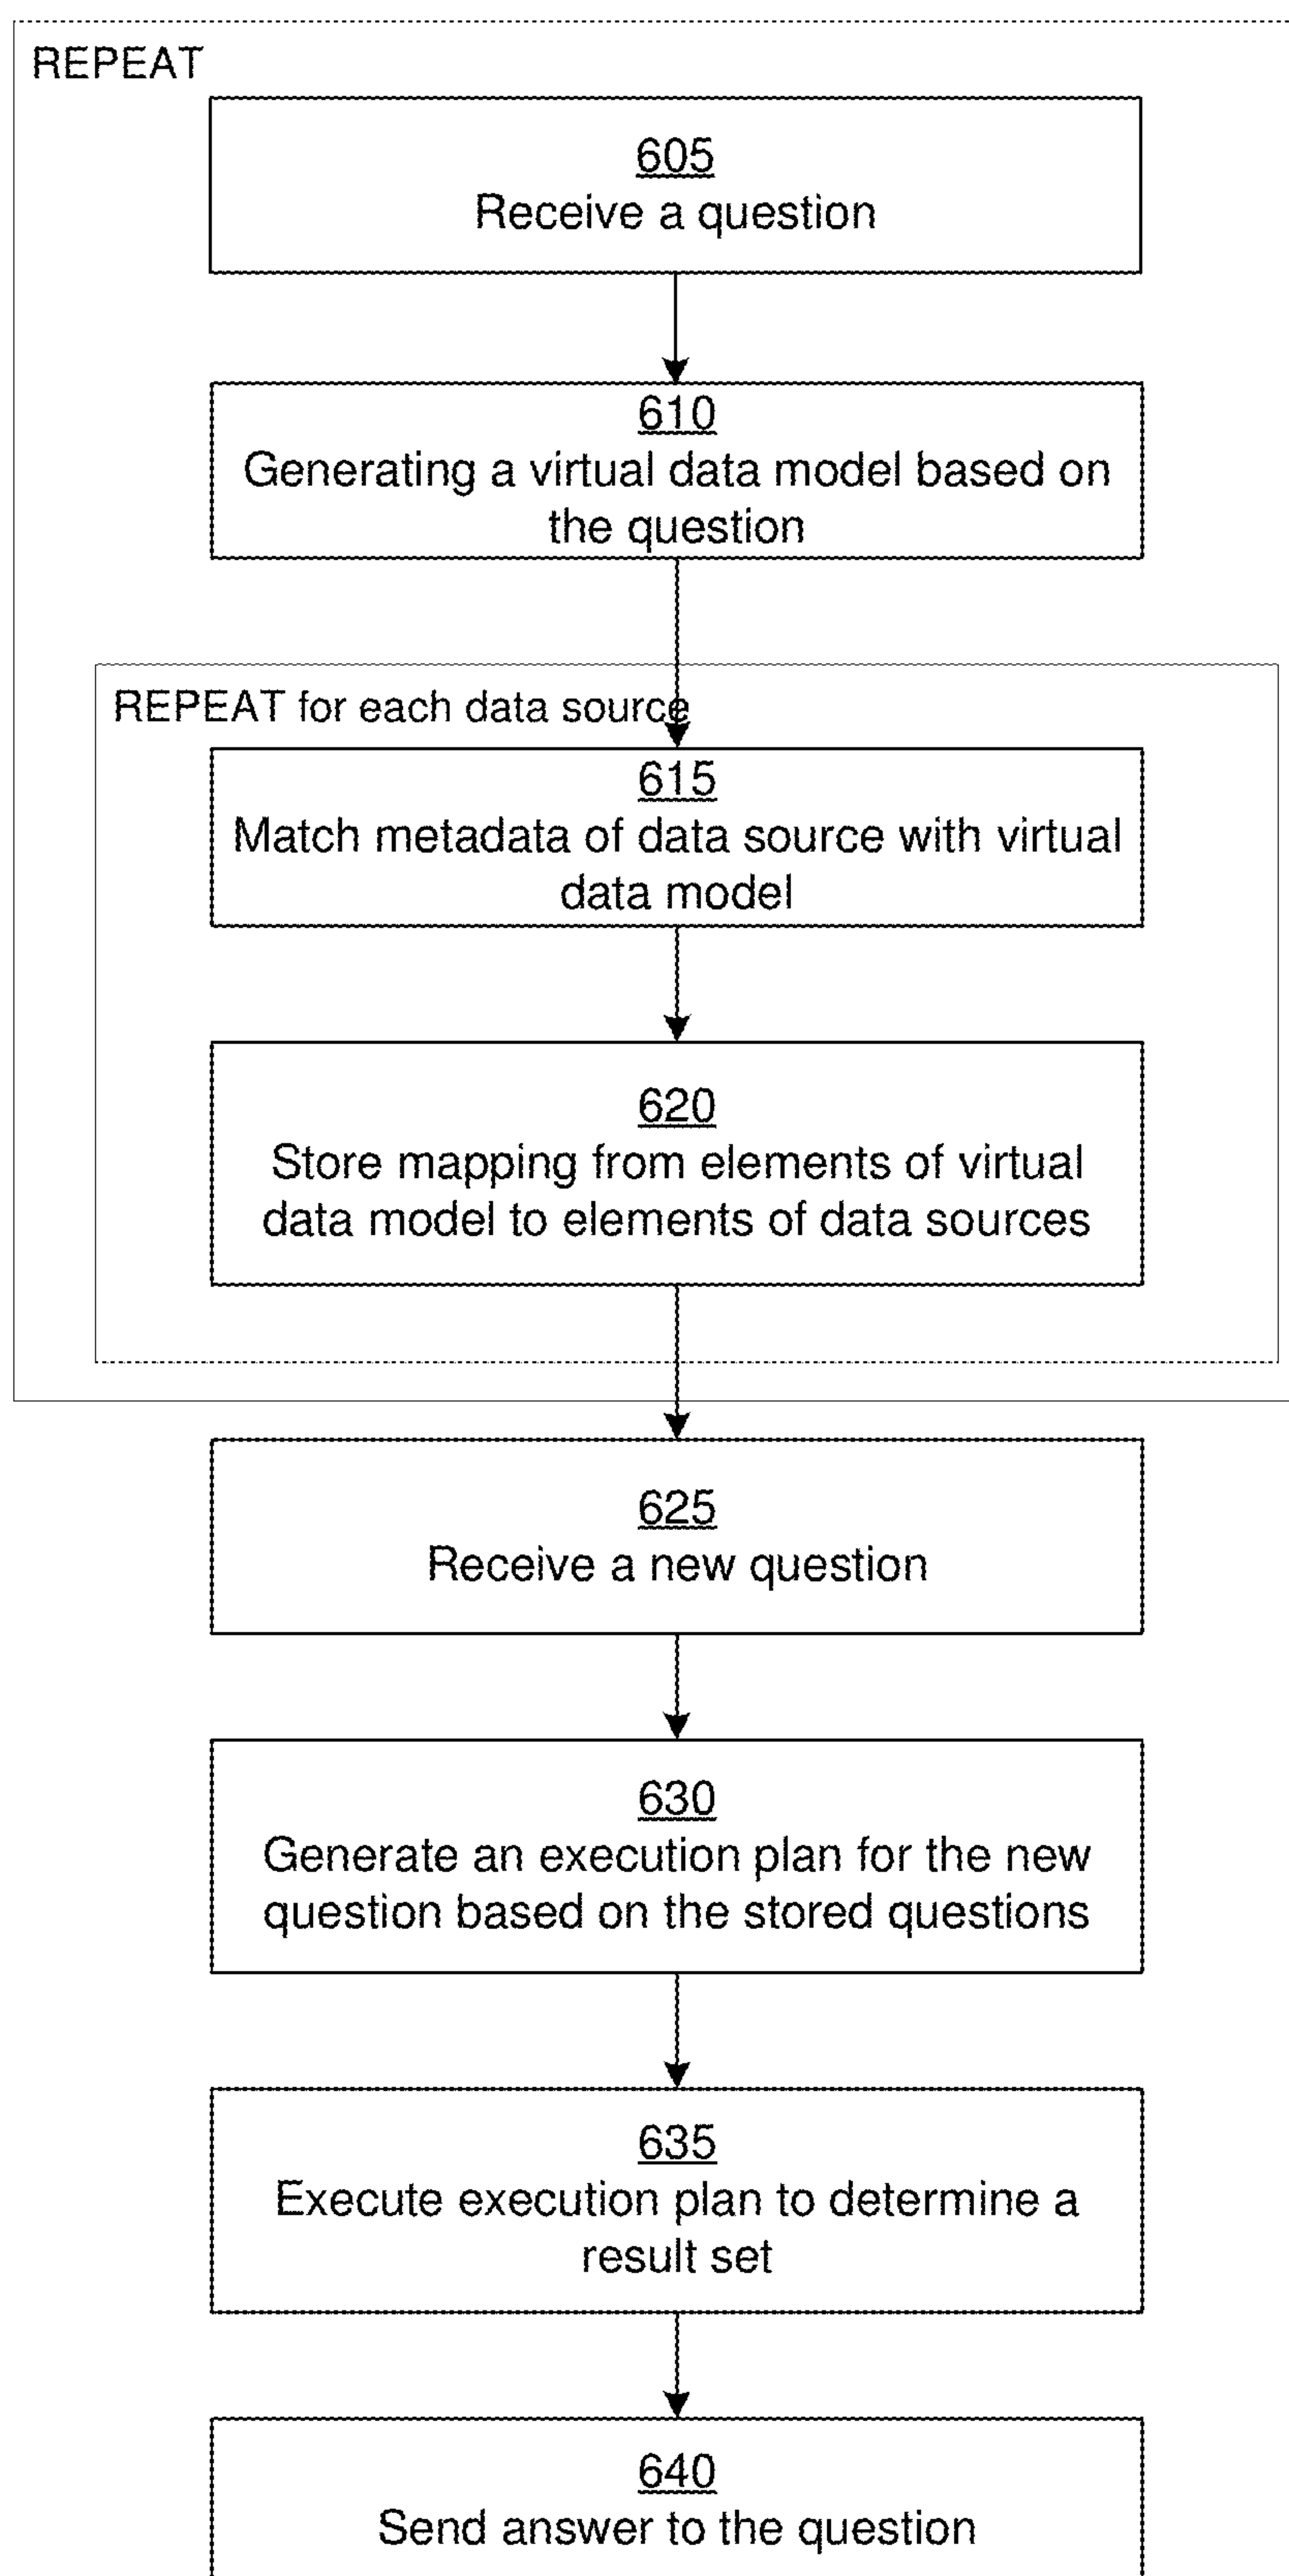 REPEAT
605
Receive a question
610
Generating a virtual data model based on
the question
REPEAT for each data source
615
Match metadata of data source with virtual
data model
620
Store mapping from elements of virtual
data model to elements of data sources
625
Receive a new question
630
Generate an execution plan for the new
question based on the stored questions
635
Execute execution plan to determine a
result set
640
Send answer to the question